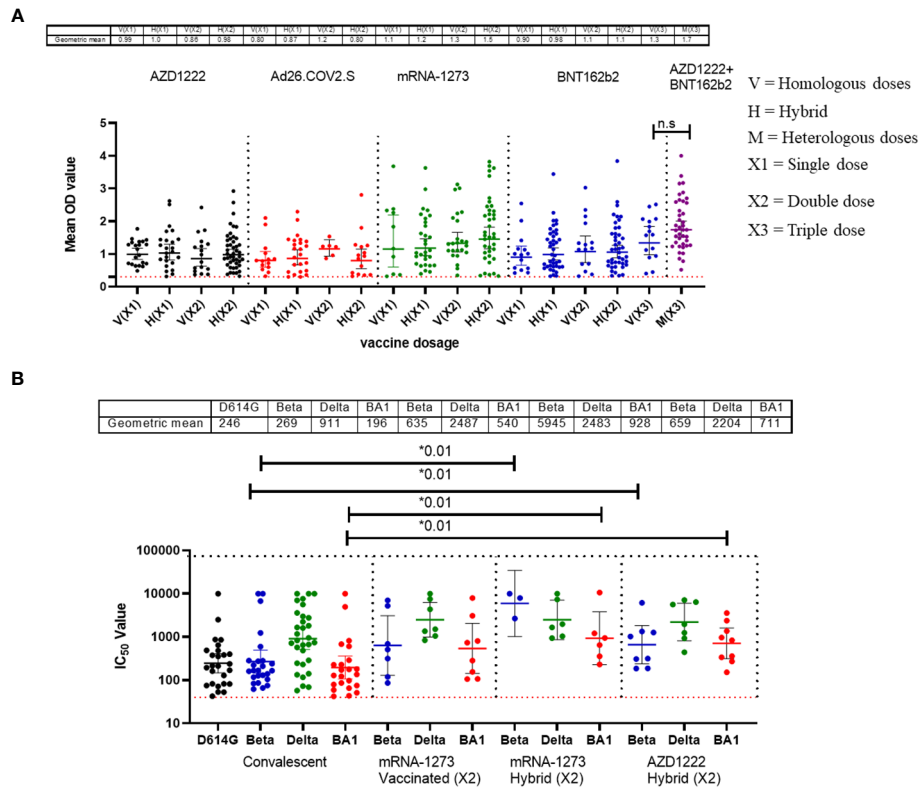 A
V(X1) H(X1) V(X2) H(X2) V(X1) H(X1) V(X2) H(X2) V(X1) H(X1) V(X2) H(X2) V(X1) H(X1) V(X2) H(X2) V(X3) M(X3)
Geometric mean 0.99 1.0 0.86 0.98 0.80 0.87 1.2 0.80 1.1 1.2 1.3 1.5 0.90 0.98 1.1 1.1 1.3 1.7
AZD1222 Ad26.COV2.S mRNA-1273 BNT162b2 AZD1222+
BNT162b2
V = Homologous doses
H = Hybrid
M = Heterologous doses
X1 = Single dose
X2 = Double dose
X3 = Triple dose
n.s
Mean OD value
5
4
3
2
1
0
V(X1) H(X1) V(X2) H(X2) V(X1) H(X1) V(X2) H(X2) V(X1) H(X1) V(X2) H(X2) V(X1) H(X1) V(X2) H(X2) V(X3) M(X3)
vaccine dosage
B
D614G Beta Delta BA1 Beta Delta BA1 Beta Delta BA1 Beta Delta BA1
Geometric mean 246 269 911 196 635 2487 540 5945 2483 928 659 2204 711
*0.01
*0.01
*0.01
*0.01
IC50 Value
100000
10000
1000
100
10
D614G Beta Delta BA1 Beta Delta BA1 Beta Delta BA1 Beta Delta BA1
Convalescent mRNA-1273 mRNA-1273 AZD1222
Vaccinated (X2) Hybrid (X2) Hybrid (X2)